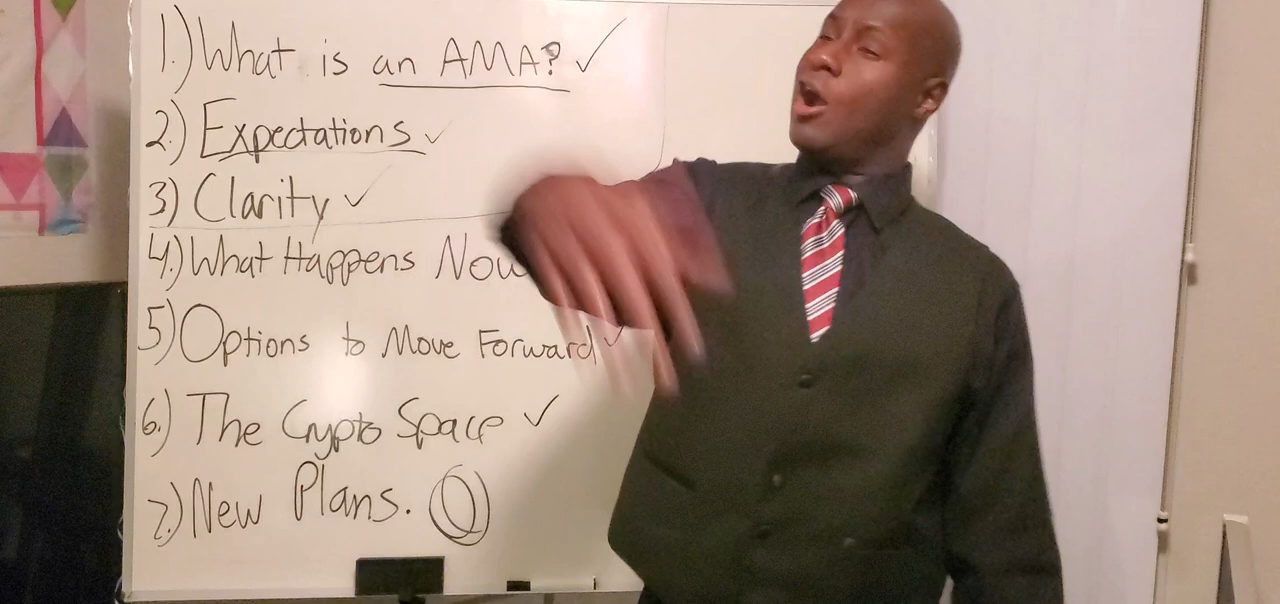 1.) What is an AMA? ✓
2.) Expectations ✓
3) Clarity ✓
4.) What Happens Now
5) Options to Move Forward ✓
6.) The Crypto Space ✓
7.) New Plans.